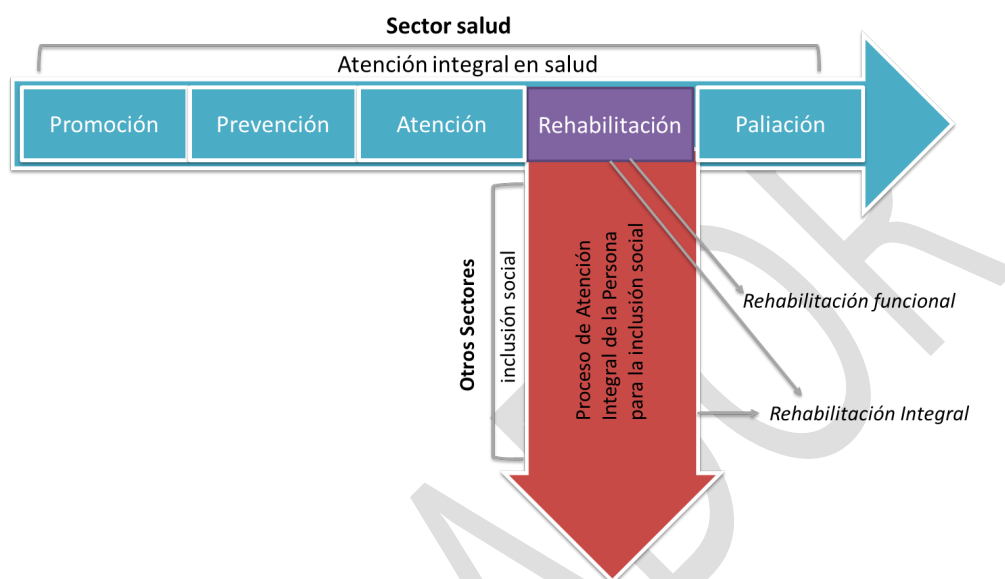 Sector salud
Atención integral en salud
Promoción
Prevención
Atención
Rehabilitación
Paliación
Otros Sectores
inclusión social
Proceso de Atención
Integral de la Persona
para la inclusión social
Rehabilitación funcional
Rehabilitación Integral